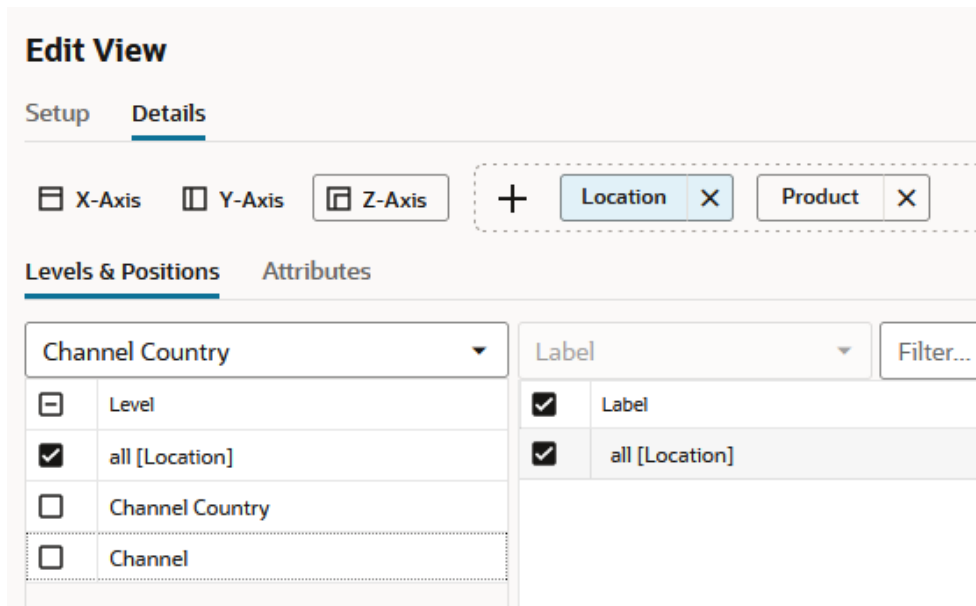 Edit View
Setup Details
X-Axis Y-Axis Z-Axis + Location X Product X
Levels & Positions Attributes
Channel Country Label Filter...
Level Label
all [Location] all [Location]
Channel Country
Channel